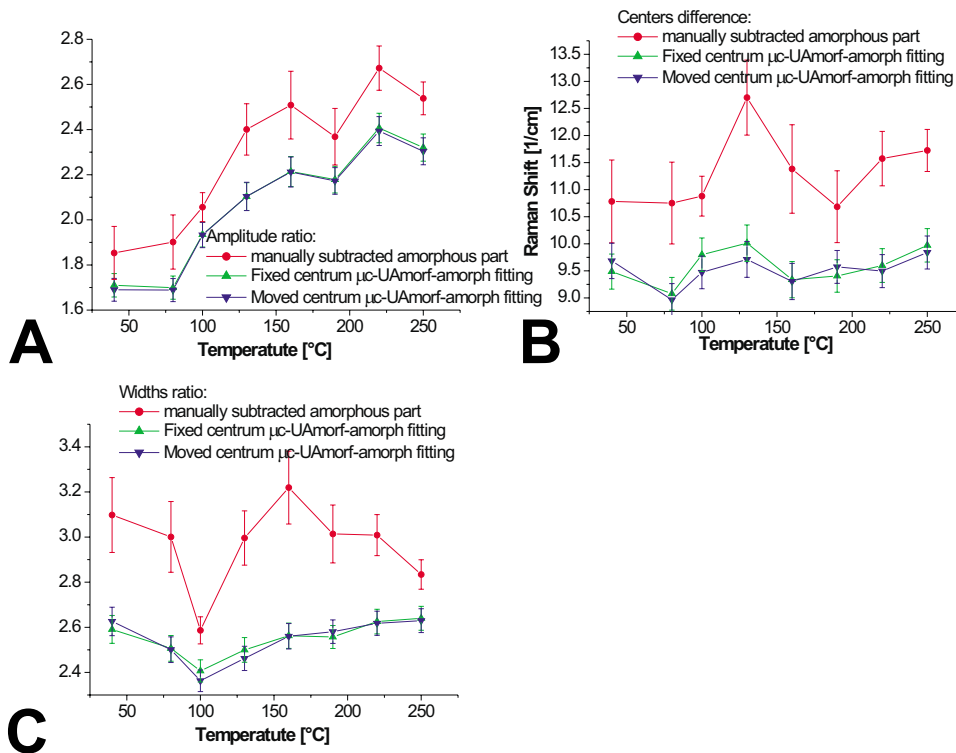 2.8
2.6
2.4
2.2
2.0
1.8
1.6
Amplitude ratio:
manually subtracted amorphous part
Fixed centrum μc-UAmorf-amorph fitting
Moved centrum μc-UAmorf-amorph fitting
50 100 150 200 250
Temperatute [°C]
A
Centers difference:
manually subtracted amorphous part
Fixed centrum μc-UAmorf-amorph fitting
Moved centrum μc-UAmorf-amorph fitting
13.5
13.0
12.5
12.0
11.5
11.0
10.5
10.0
9.5
9.0
Raman Shift [1/cm]
50 100 150 200 250
Temperatute [°C]
B
Widths ratio:
manually subtracted amorphous part
Fixed centrum μc-UAmorf-amorph fitting
Moved centrum μc-UAmorf-amorph fitting
3.4
3.2
3.0
2.8
2.6
2.4
50 100 150 200 250
Temperatute [°C]
C